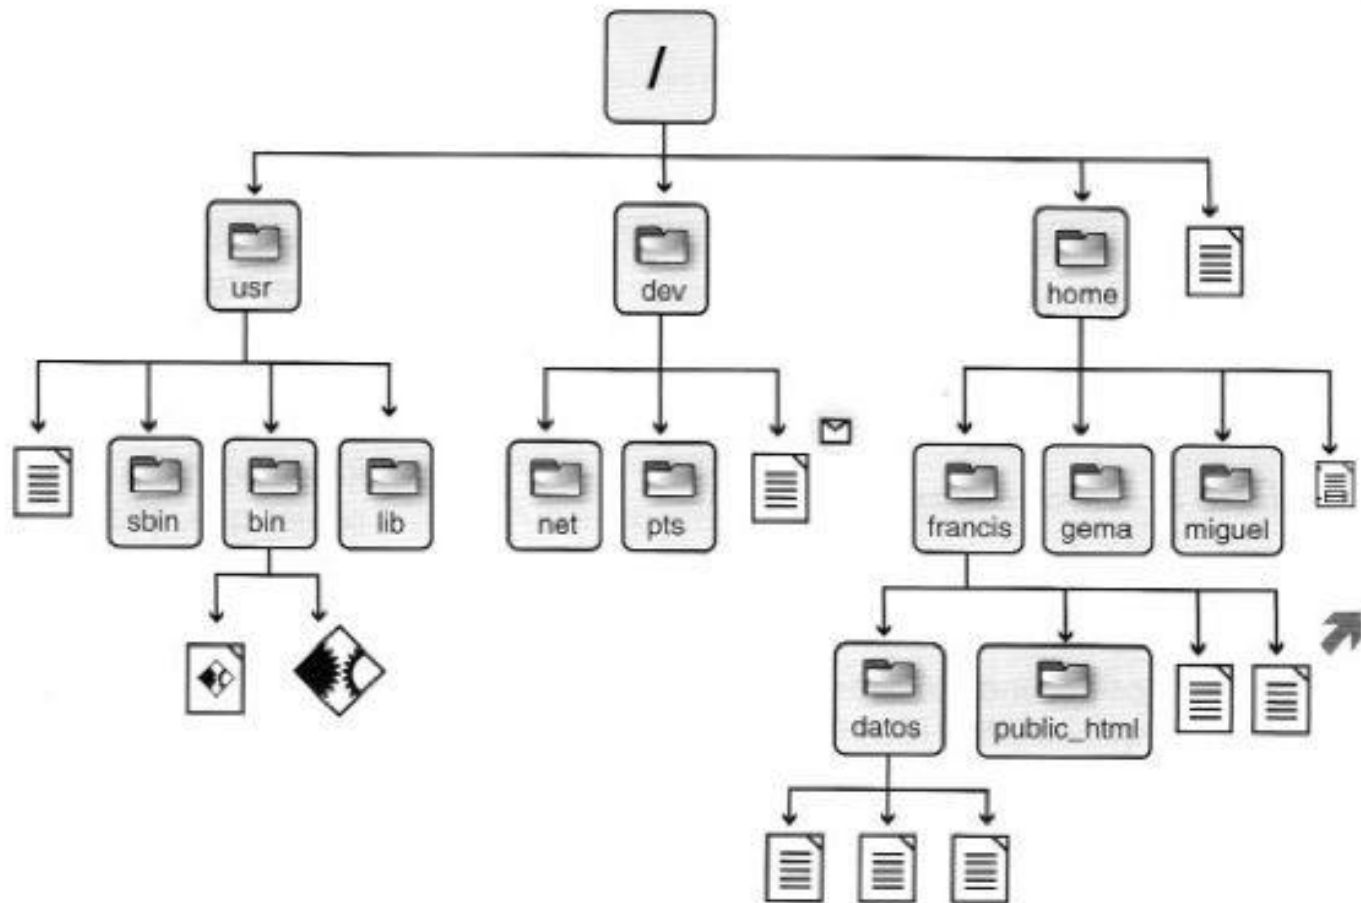 /
usr
dev
home
sbin
bin
lib
net
pts
francis
gema
miguel
datos
public_html